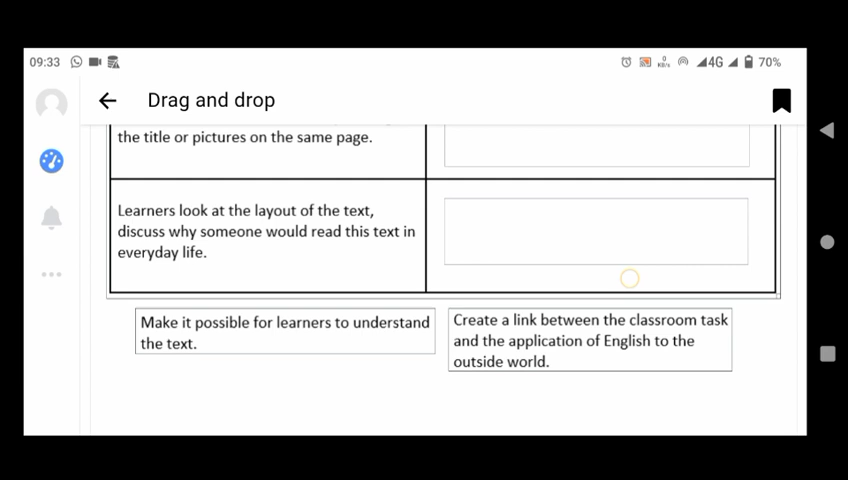 09:33 0 KB/s 4G 70%
Drag and drop
the title or pictures on the same page.
Learners look at the layout of the text,
discuss why someone would read this text in
everyday life.
Make it possible for learners to understand
the text.
Create a link between the classroom task
and the application of English to the
outside world.